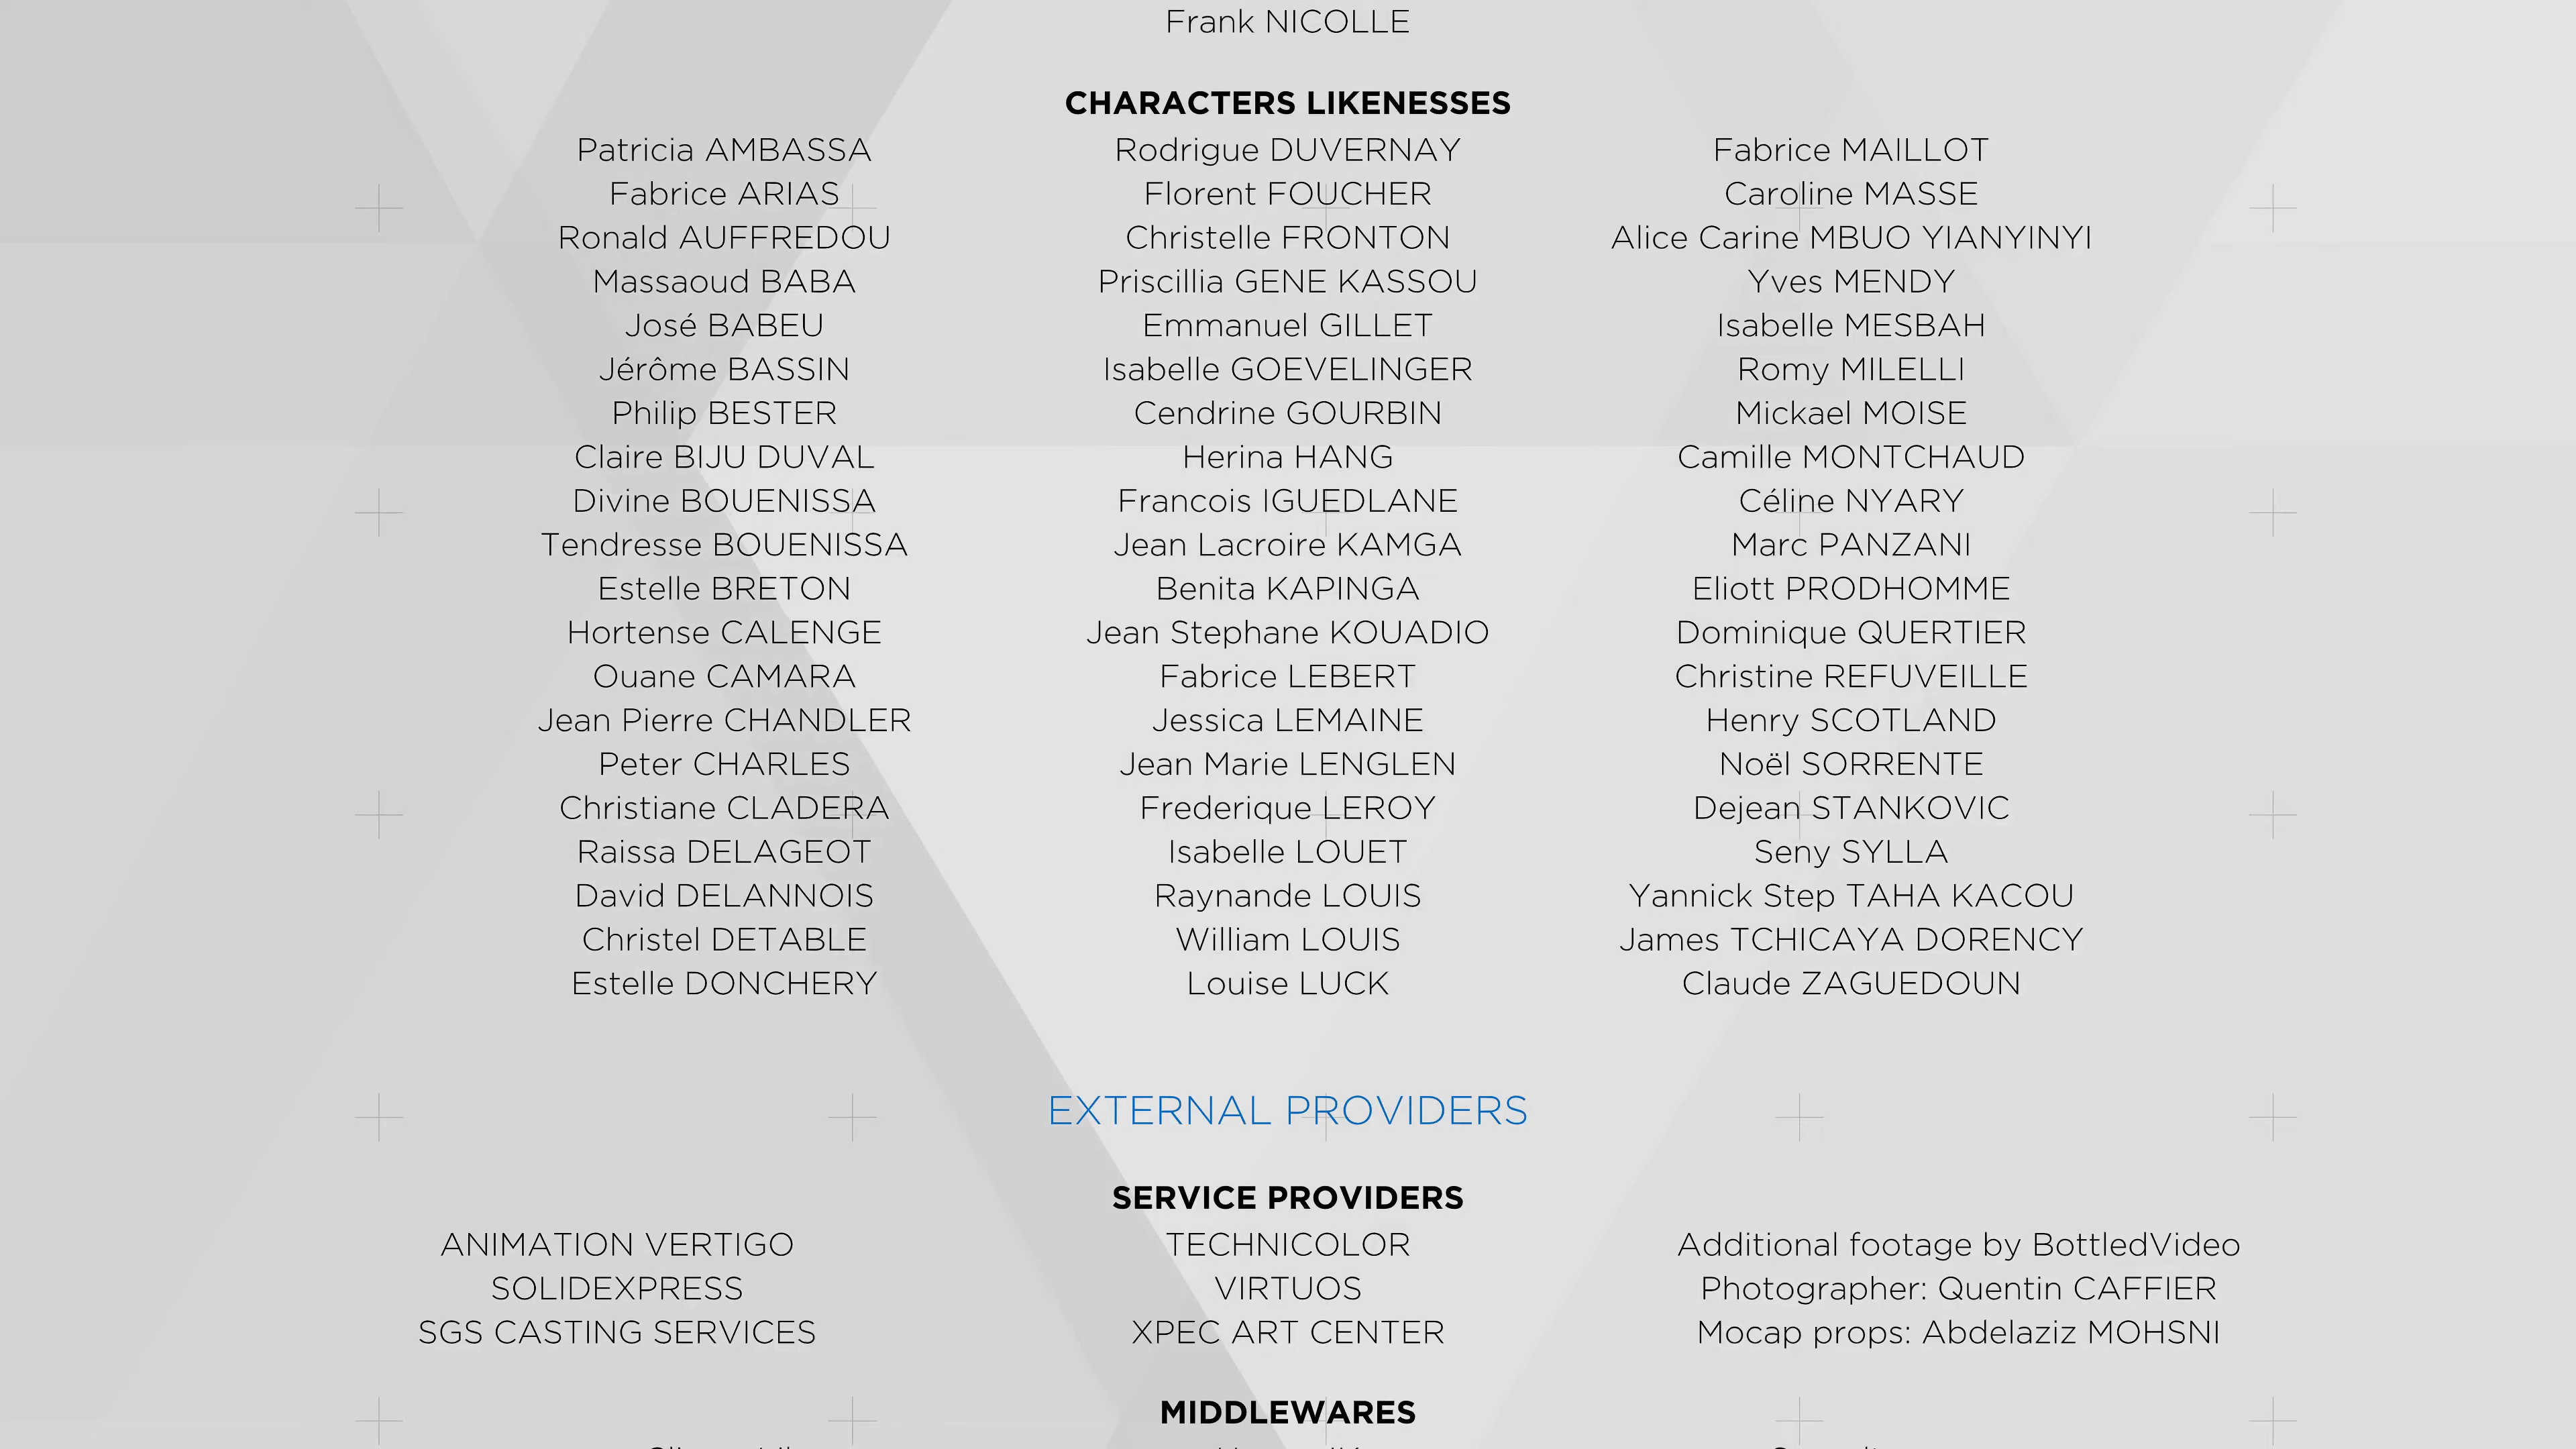 Frank NICOLLE
CHARACTERS LIKENESSES
Patricia AMBASSA
Fabrice ARIAS
Ronald AUFFREDOU
Massaoud BABA
José BABEU
Jérôme BASSIN
Philip BESTER
Claire BIJU DUVAL
Divine BOUENISSA
Tendresse BOUENISSA
Estelle BRETON
Hortense CALENGE
Ouane CAMARA
Jean Pierre CHANDLER
Peter CHARLES
Christiane CLADERA
Raissa DELAGEOT
David DELANNOIS
Christel DETABLE
Estelle DONCHERY
Rodrigue DUVERNAY
Florent FOUCHER
Christelle FRONTON
Priscillia GENE KASSOU
Emmanuel GILLET
Isabelle GOEVELINGER
Cendrine GOURBIN
Herina HANG
Francois IGUEDLANE
Jean Lacroire KAMGA
Benita KAPINGA
Jean Stephane KOUADIO
Fabrice LEBERT
Jessica LEMAINE
Jean Marie LENGLEN
Frederique LEROY
Isabelle LOUET
Raynande LOUIS
William LOUIS
Louise LUCK
Fabrice MAILLOT
Caroline MASSE
Alice Carine MBUO YIANYINYI
Yves MENDY
Isabelle MESBAH
Romy MILELLI
Mickael MOISE
Camille MONTCHAUD
Céline NYARY
Marc PANZANI
Eliott PRODHOMME
Dominique QUERTIER
Christine REFUVEILLE
Henry SCOTLAND
Noël SORRENTE
Dejean STANKOVIC
Seny SYLLA
Yannick Step TAHA KACOU
James TCHICAYA DORENCY
Claude ZAGUEDOUN
EXTERNAL PROVIDERS
SERVICE PROVIDERS
ANIMATION VERTIGO
SOLIDEXPRESS
SGS CASTING SERVICES
TECHNICOLOR
VIRTUOS
XPEC ART CENTER
Additional footage by BottledVideo
Photographer: Quentin CAFFIER
Mocap props: Abdelaziz MOHSNI
MIDDLEWARES